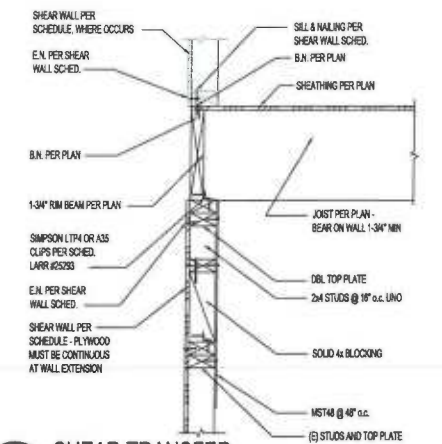 SHEAR WALL PER
SCHEDULE, WHERE OCCURS
E.N. PER SHEAR
WALL SCHED.
B.N. PER PLAN
1-3/4" RIM BEAM PER PLAN
SIMPSON LTP4 OR A35
CLIPS PER SCHED.
LARR #25293
E.N. PER SHEAR
WALL SCHED.
SHEAR WALL PER
SCHEDULE - PLYWOOD
MUST BE CONTINUOUS
AT WALL EXTENSION
SILL & NAILING PER
SHEAR WALL SCHED.
B.N. PER PLAN
SHEATHING PER PLAN
JOIST PER PLAN -
BEAR ON WALL 1-3/4" MIN
DBL TOP PLATE
2x4 STUDS @ 16" o.c. UNO
SOLID 4x BLOCKING
MST48 @ 48" o.c.
(E) STUDS AND TOP PLATE
SHEAR TRANSFER